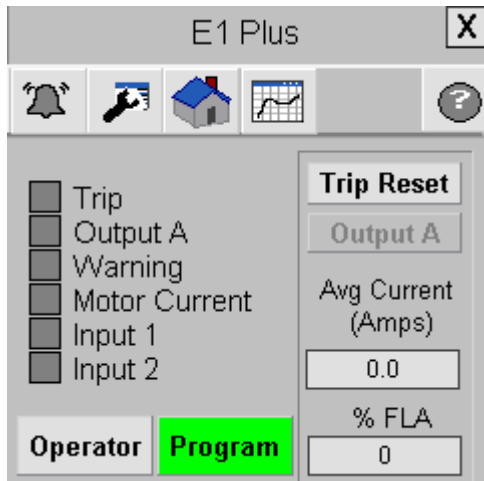 E1 Plus
X
?
Trip
Output A
Warning
Motor Current
Input 1
Input 2
Trip Reset
Output A
Avg Current
(Amps)
0.0
% FLA
0
Operator
Program